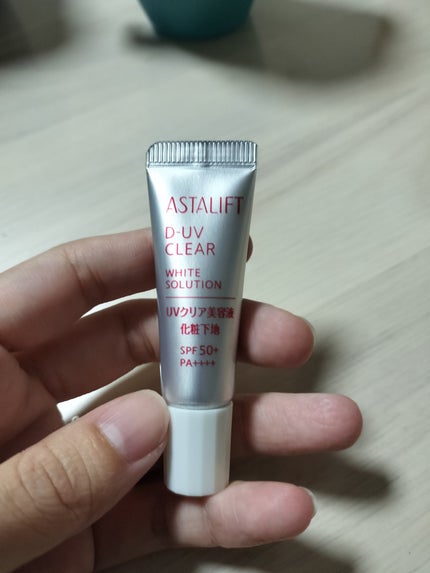 ASTALIFT
D-UV
CLEAR
WHITE
SOLUTION
UVクリア美容液
化粧下地
SPF50+
PA++++